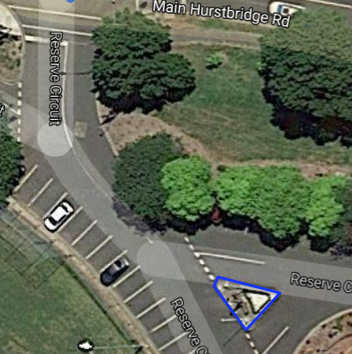 Main Hurstbridge Rd
Reserve Circuit
Reserve C
Reserve C